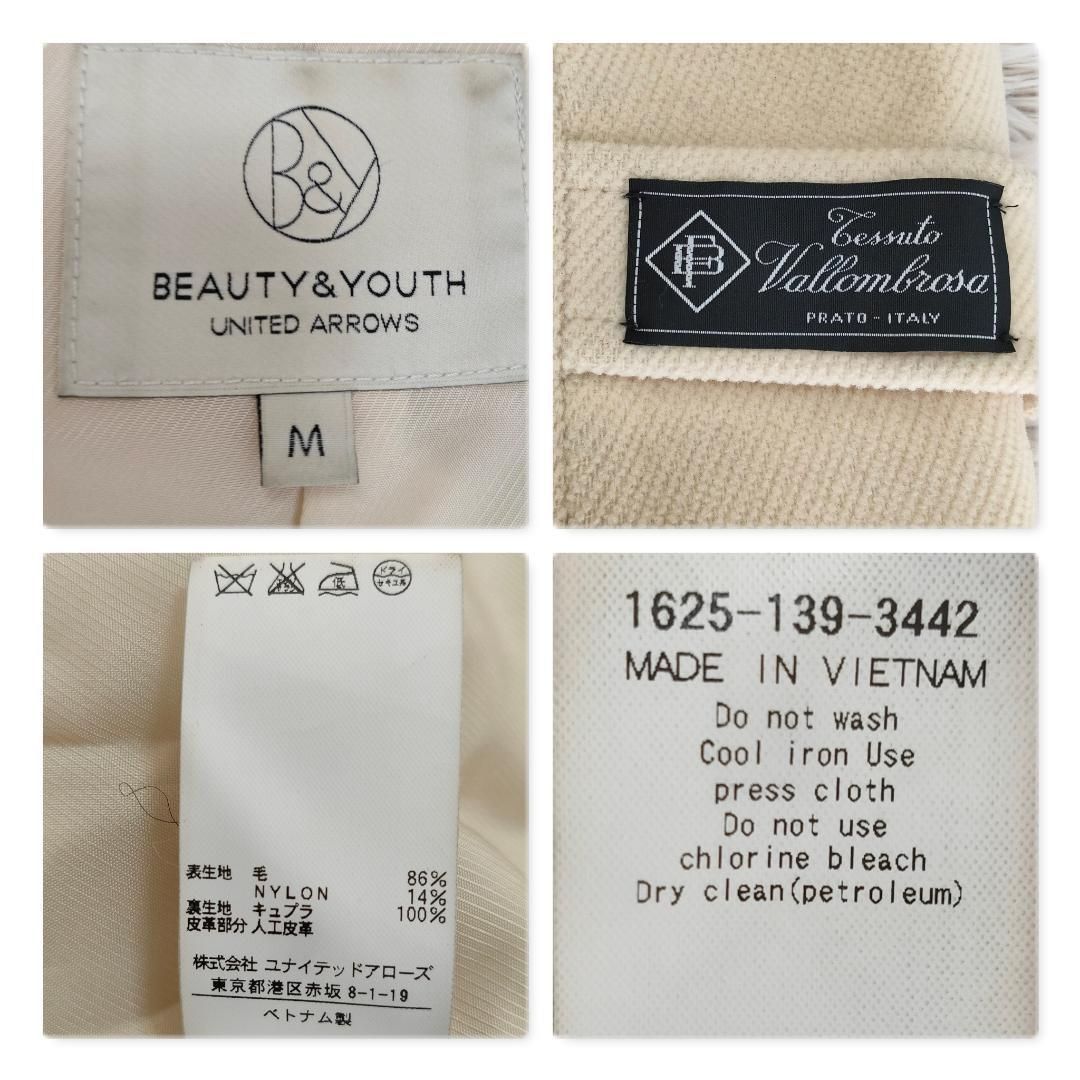 B&Y
BEAUTY&YOUTH
UNITED ARROWS
M
Tessuto
Vallombrosa
PRATO - ITALY
低
ドライ
セキユ系
表生地 毛 86%
NYLON 14%
裏生地 キュプラ 100%
皮革部分 人工皮革
株式会社 ユナイテッドアローズ
東京都港区赤坂 8-1-19
ベトナム製
1625-139-3442
MADE IN VIETNAM
Do not wash
Cool iron Use
press cloth
Do not use
chlorine bleach
Dry clean(petroleum)